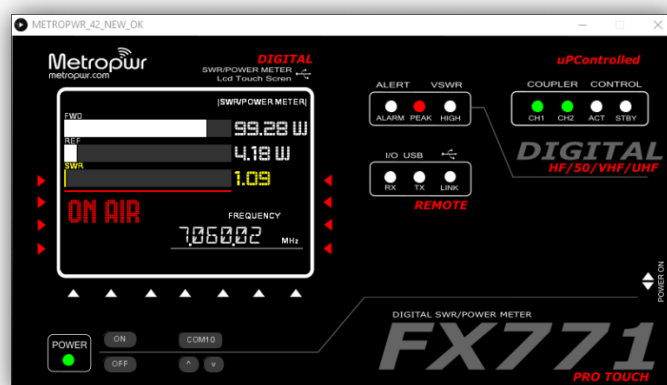 METROPWR_42_NEW_OK
Metropwr
metropwr.com
DIGITAL
SWR/POWER METER
Lcd Touch Scren
(SWR/POWER METER)
FWD
99.28 W
REF
4.18 W
SWR
1.09
ON AIR
FREQUENCY
7.060.02 MHz
ALERT VSWR
ALARM PEAK HIGH
I/O USB
RX TX LINK
REMOTE
uPControlled
COUPLER CONTROL
CH1 CH2 ACT STBY
DIGITAL
HF/50/VHF/UHF
POWER ON
POWER
ON
OFF
COM10
^ v
DIGITAL SWR/POWER METER
FX771
PRO TOUCH